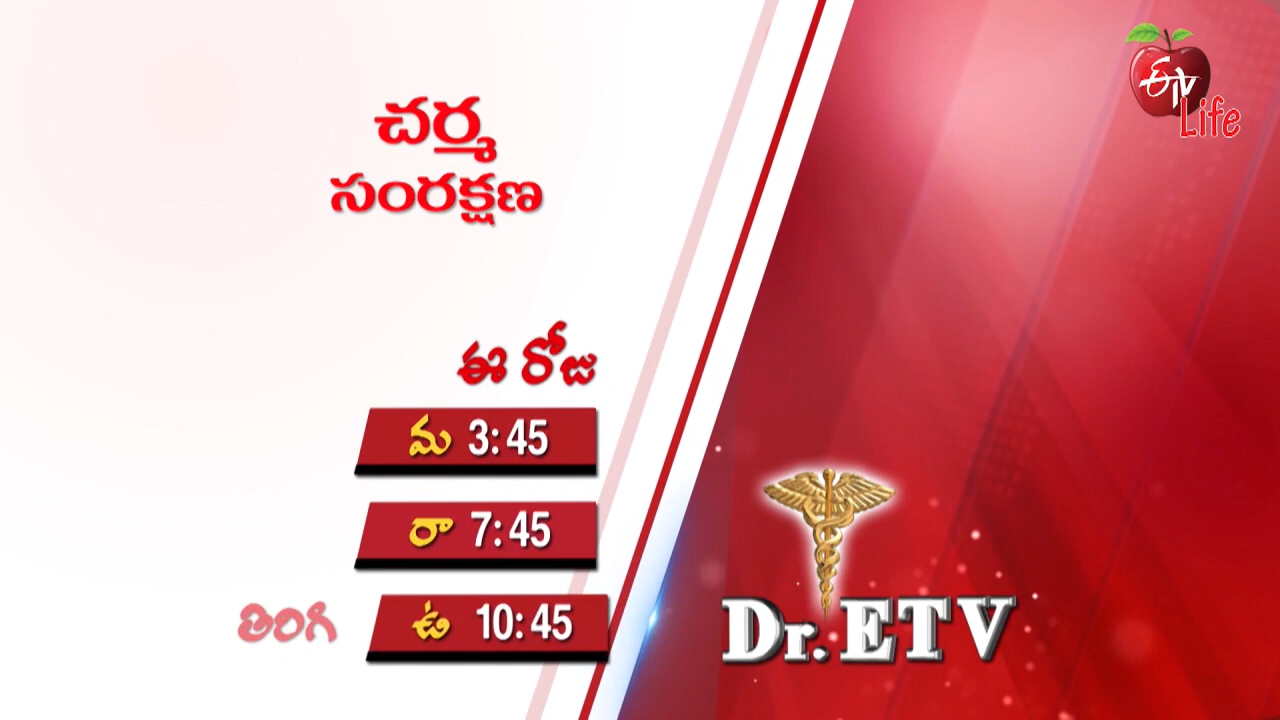 ETV
Life
చర్మ
సంరక్షణ
ఈ రోజు
మ 3:45
రా 7:45
తిరిగి ఉ 10:45
Dr. ETV